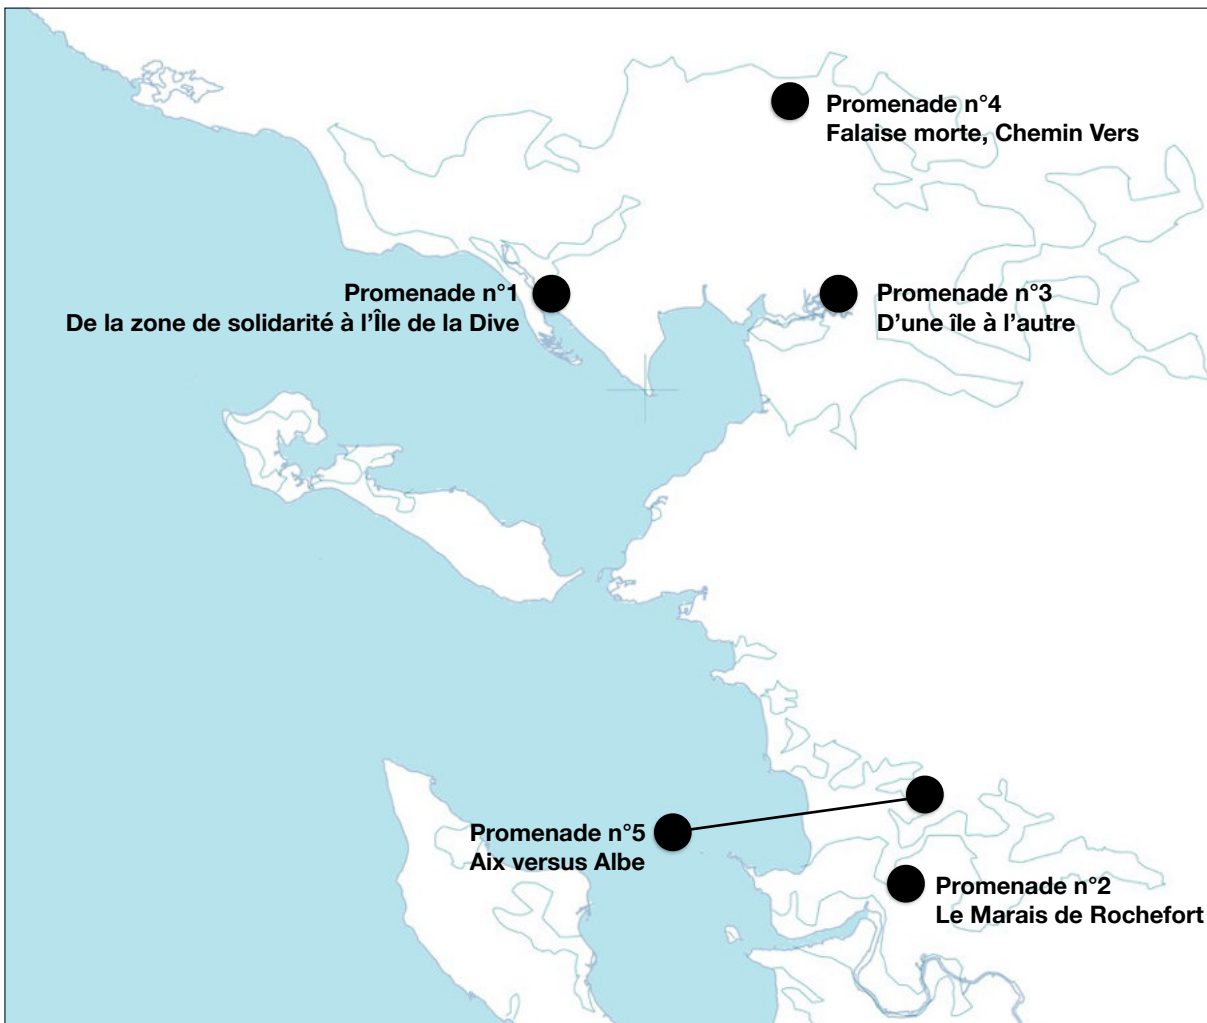 Promenade n°4
Falaise morte, Chemin Vers
Promenade n°1
De la zone de solidarité à l’Île de la Dive
Promenade n°3
D’une île à l’autre
Promenade n°5
Aix versus Albe
Promenade n°2
Le Marais de Rochefort